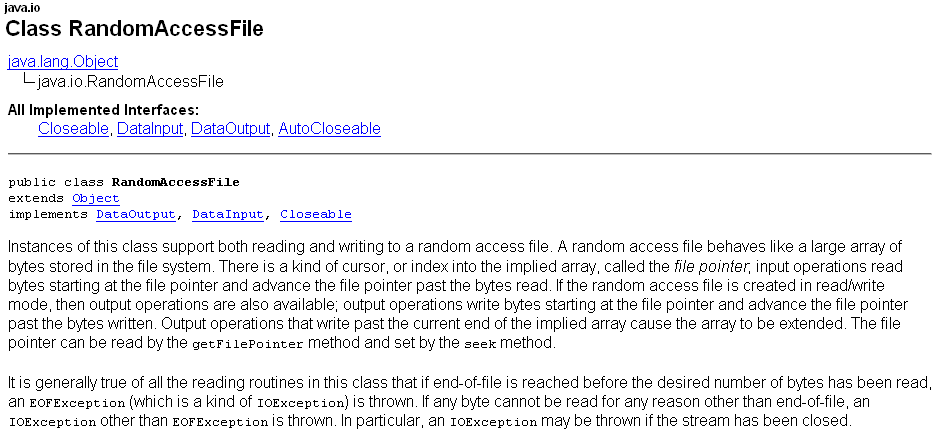 java.io
Class RandomAccessFile
java.lang.Object
java.io.RandomAccessFile
All Implemented Interfaces:
Closeable, DataInput, DataOutput, AutoCloseable
public class RandomAccessFile
extends Object
implements DataOutput, DataInput, Closeable
Instances of this class support both reading and writing to a random access file. A random access file behaves like a large array of
bytes stored in the file system. There is a kind of cursor, or index into the implied array, called the file pointer; input operations read
bytes starting at the file pointer and advance the file pointer past the bytes read. If the random access file is created in read/write
mode, then output operations are also available; output operations write bytes starting at the file pointer and advance the file pointer
past the bytes written. Output operations that write past the current end of the implied array cause the array to be extended. The file
pointer can be read by the getFilePointer method and set by the seek method.
It is generally true of all the reading routines in this class that if end-of-file is reached before the desired number of bytes has been read,
an EOFException (which is a kind of IOException) is thrown. If any byte cannot be read for any reason other than end-of-file, an
IOException other than EOFException is thrown. In particular, an IOException may be thrown if the stream has been closed.